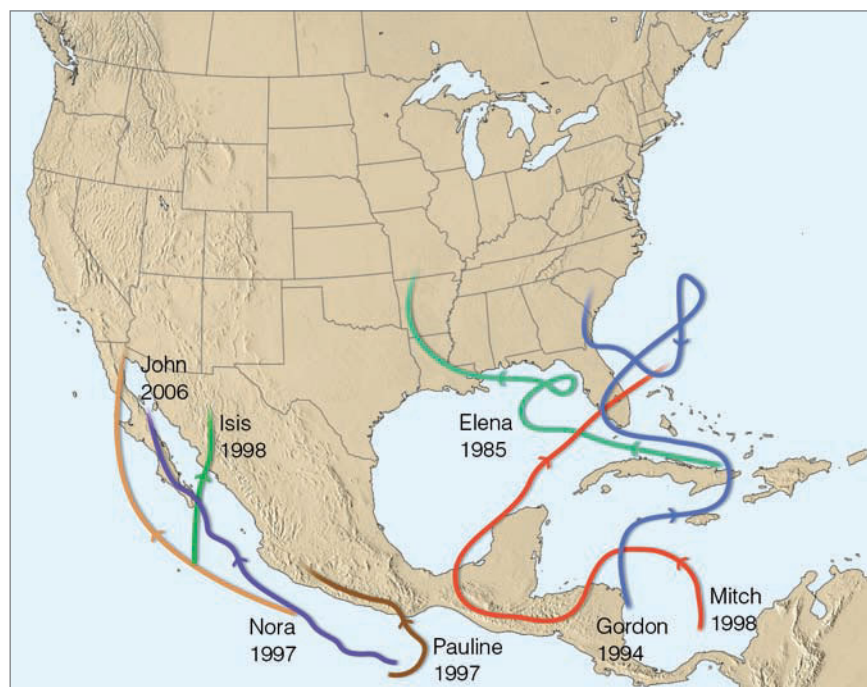 John
2006
Isis
1998
Elena
1985
Nora
1997
Pauline
1997
Gordon
1994
Mitch
1998